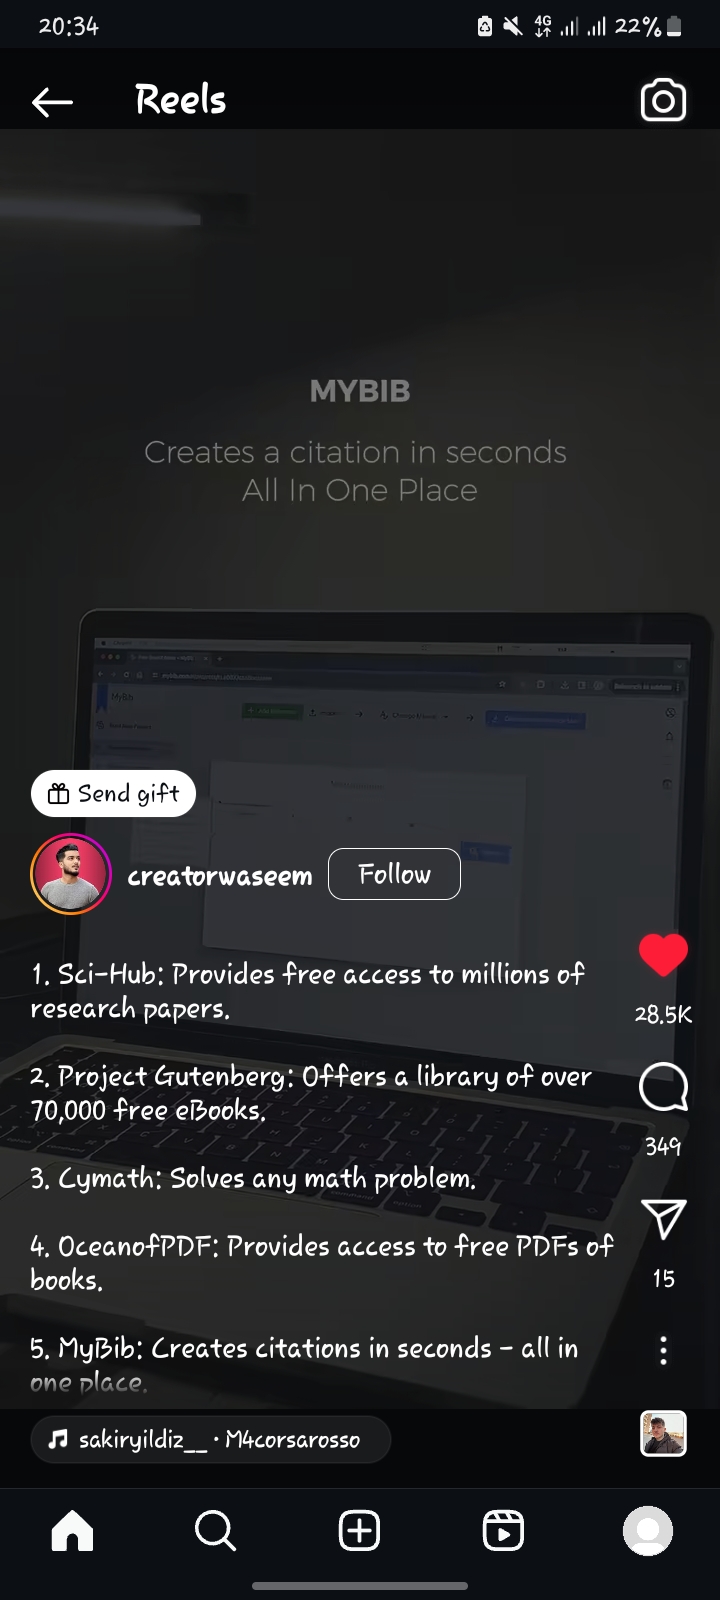 20:34
4G
22%
Reels
MYBIB
Creates a citation in seconds
All In One Place
MyBib
Send gift
creatorwaseem
Follow
1. Sci-Hub: Provides free access to millions of
research papers.
28.5K
2. Project Gutenberg: Offers a library of over
70,000 free eBooks.
349
3. Cymath: Solves any math problem.
4. OceanofPDF: Provides access to free PDFs of
books.
15
5. MyBib: Creates citations in seconds – all in
one place.
sakiryildiz__ · M4corsarosso